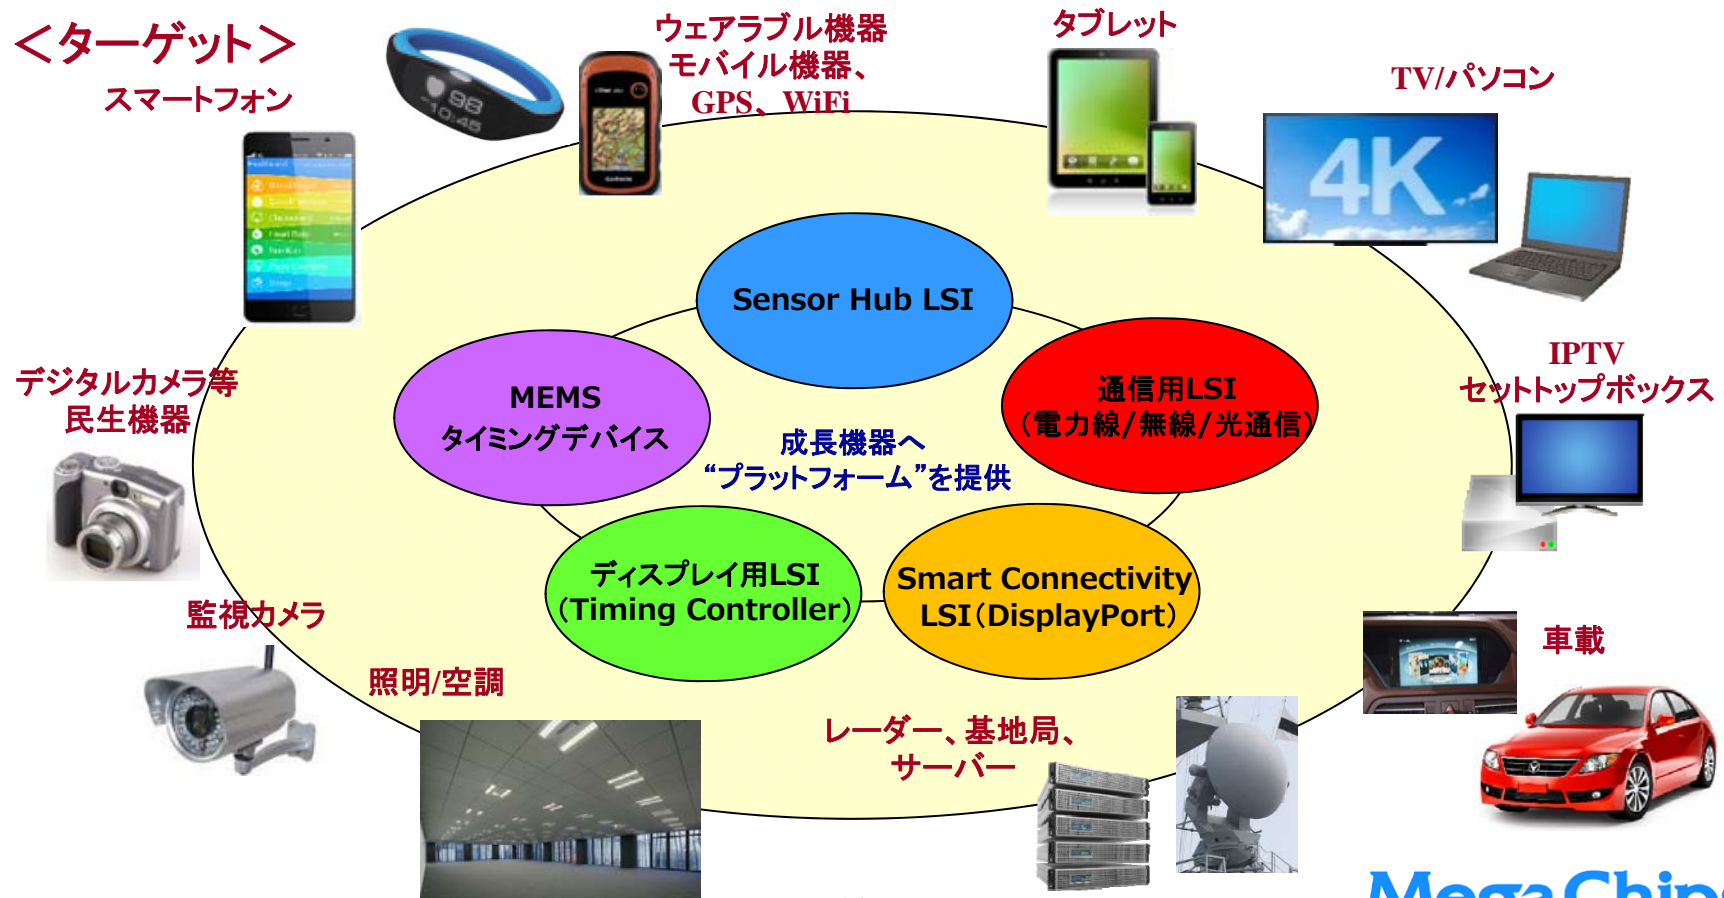 ＜ターゲット＞
スマートフォン
ウェアラブル機器
モバイル機器、
GPS、WiFi
タブレット
TV/パソコン
88
10:45
4K
Sensor Hub LSI
MEMS
タイミングデバイス
通信用LSI
（電力線/無線/光通信）
成長機器へ
“プラットフォーム”を提供
ディスプレイ用LSI
（Timing Controller）
Smart Connectivity
LSI（DisplayPort）
IPTV
セットトップボックス
デジタルカメラ等
民生機器
監視カメラ
照明/空調
レーダー、基地局、
サーバー
車載
MegaChips